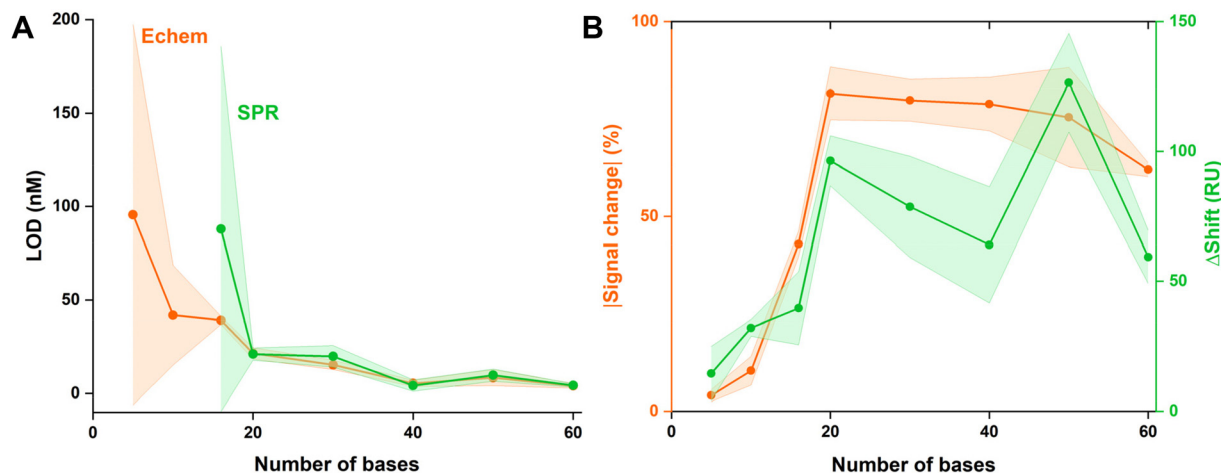 A
Echem
SPR
LOD (nM)
200
150
100
50
0
0
20
40
60
Number of bases
B
|Signal change| (%)
100
50
0
ΔShift (RU)
150
100
50
0
0
20
40
60
Number of bases